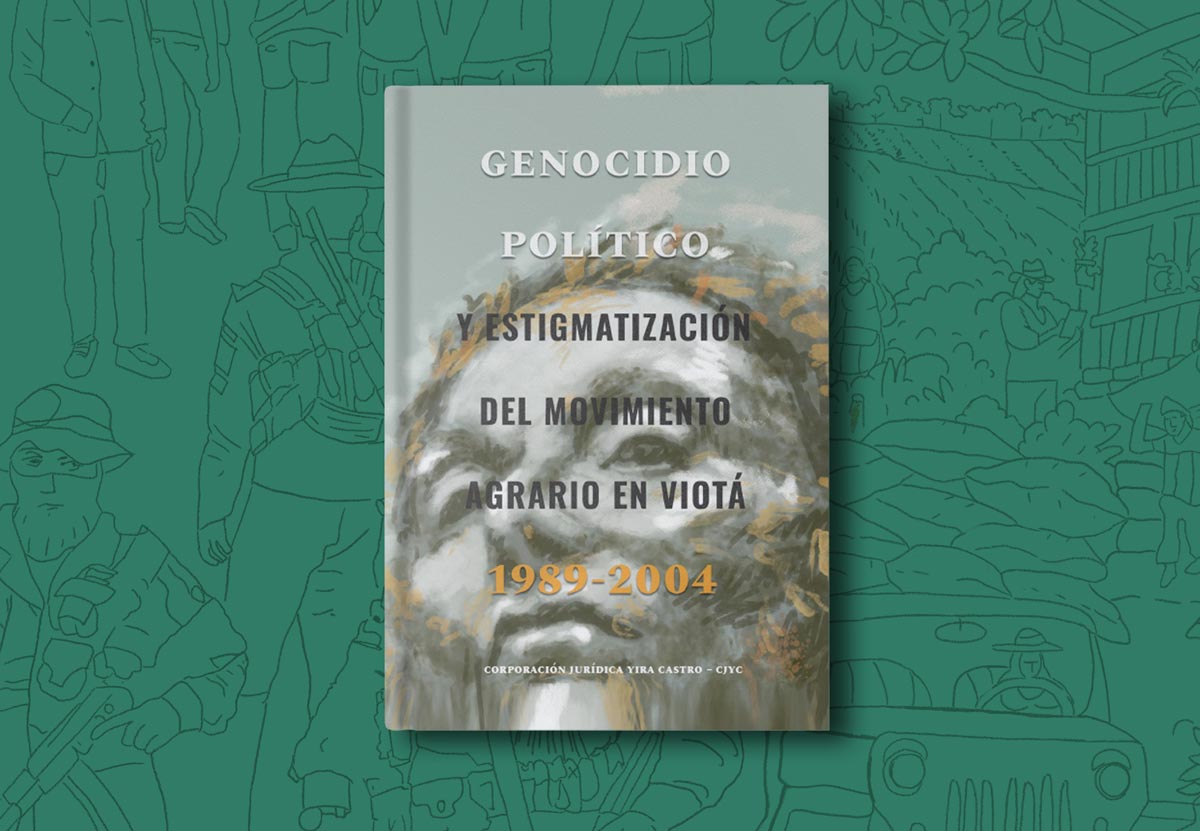 GENOCIDIO
POLÍTICO
Y ESTIGMATIZACIÓN
DEL MOVIMIENTO
AGRARIO EN VIOTÁ
1989-2004
CORPORACIÓN JURÍDICA YIRA CASTRO – CJYC